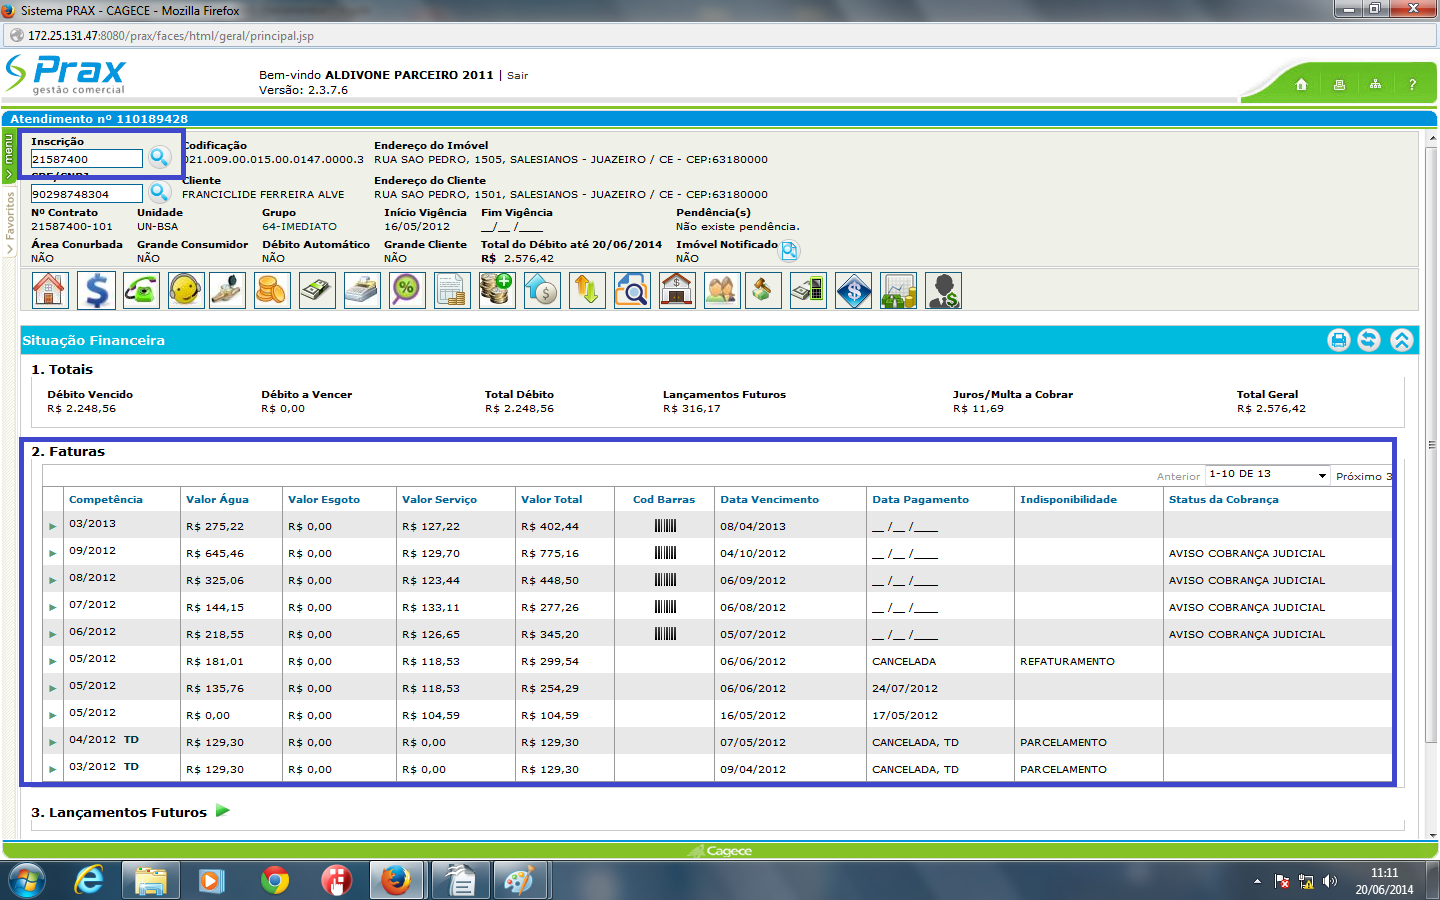 Sistema PRAX - CAGECE - Mozilla Firefox
172.25.131.47:8080/prax/faces/html/geral/principal.jsp
Prax
gestão comercial
Bem-vindo ALDIVONE PARCEIRO 2011 | Sair
Versão: 2.3.7.6
Atendimento nº 110189428
menu
Favoritos
Inscrição Codificação Endereço do Imóvel
21587400 021.009.00.015.00.0147.0000.3 RUA SAO PEDRO, 1505, SALESIANOS - JUAZEIRO / CE - CEP:63180000
CPF/CNPJ Cliente Endereço do Cliente
90298748304 FRANCICLIDE FERREIRA ALVE RUA SAO PEDRO, 1501, SALESIANOS - JUAZEIRO / CE - CEP:63180000
Nº Contrato Unidade Grupo Início Vigência Fim Vigência Pendência(s)
21587400-101 UN-BSA 64-IMEDIATO 16/05/2012 __/__ /____ Não existe pendência.
Área Conurbada Grande Consumidor Débito Automático Grande Cliente Total do Débito até 20/06/2014 Imóvel Notificado
NÃO NÃO NÃO NÃO R$ 2.576,42 NÃO
Situação Financeira
1. Totais
Débito Vencido Débito a Vencer Total Débito Lançamentos Futuros Juros/Multa a Cobrar Total Geral
R$ 2.248,56 R$ 0,00 R$ 2.248,56 R$ 316,17 R$ 11,69 R$ 2.576,42
2. Faturas
Anterior 1-10 DE 13 Próximo 3
Competência Valor Água Valor Esgoto Valor Serviço Valor Total Cod Barras Data Vencimento Data Pagamento Indisponibilidade Status da Cobrança
03/2013 R$ 275,22 R$ 0,00 R$ 127,22 R$ 402,44 08/04/2013 __ /__ /____
09/2012 R$ 645,46 R$ 0,00 R$ 129,70 R$ 775,16 04/10/2012 __ /__ /____ AVISO COBRANÇA JUDICIAL
08/2012 R$ 325,06 R$ 0,00 R$ 123,44 R$ 448,50 06/09/2012 __ /__ /____ AVISO COBRANÇA JUDICIAL
07/2012 R$ 144,15 R$ 0,00 R$ 133,11 R$ 277,26 06/08/2012 __ /__ /____ AVISO COBRANÇA JUDICIAL
06/2012 R$ 218,55 R$ 0,00 R$ 126,65 R$ 345,20 05/07/2012 __ /__ /____ AVISO COBRANÇA JUDICIAL
05/2012 R$ 181,01 R$ 0,00 R$ 118,53 R$ 299,54 06/06/2012 CANCELADA REFATURAMENTO
05/2012 R$ 135,76 R$ 0,00 R$ 118,53 R$ 254,29 06/06/2012 24/07/2012
05/2012 R$ 0,00 R$ 0,00 R$ 104,59 R$ 104,59 16/05/2012 17/05/2012
04/2012 TD R$ 129,30 R$ 0,00 R$ 0,00 R$ 129,30 07/05/2012 CANCELADA, TD PARCELAMENTO
03/2012 TD R$ 129,30 R$ 0,00 R$ 0,00 R$ 129,30 09/04/2012 CANCELADA, TD PARCELAMENTO
3. Lançamentos Futuros
Cagece
11:11
20/06/2014